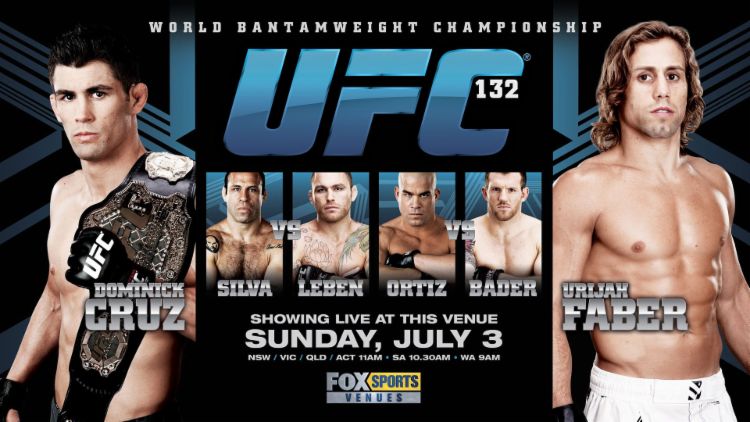 WORLD BANTAMWEIGHT CHAMPIONSHIP
UFC®
132
SILVA
VS
LEBEN
ORTIZ
VS
BADER
UFC
DOMINICK
CRUZ
URIJAH
FABER
SHOWING LIVE AT THIS VENUE
SUNDAY, JULY 3
NSW / VIC / QLD / ACT 11AM • SA 10.30AM • WA 9AM
FOX SPORTS
VENUES